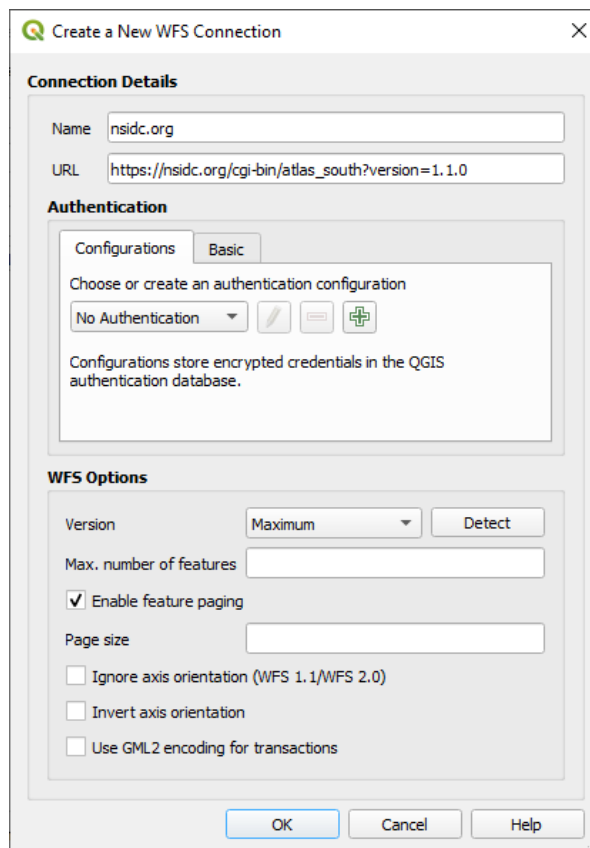 Create a New WFS Connection
Connection Details
Name nsidc.org
URL https://nsidc.org/cgi-bin/atlas_south?version=1.1.0
Authentication
Configurations Basic
Choose or create an authentication configuration
No Authentication
Configurations store encrypted credentials in the QGIS
authentication database.
WFS Options
Version Maximum Detect
Max. number of features
Enable feature paging
Page size
Ignore axis orientation (WFS 1.1/WFS 2.0)
Invert axis orientation
Use GML2 encoding for transactions
OK Cancel Help